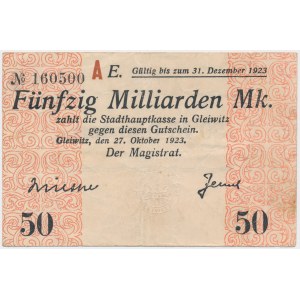 № 160500 A E. Gültig bis zum 31. Dezember 1923
Fünfzig Milliarden Mk.
zahlt die Stadthauptkasse in Gleiwitz
gegen diesen Gutschein.
Gleiwitz, den 27. Oktober 1923.
Der Magistrat.
50 50